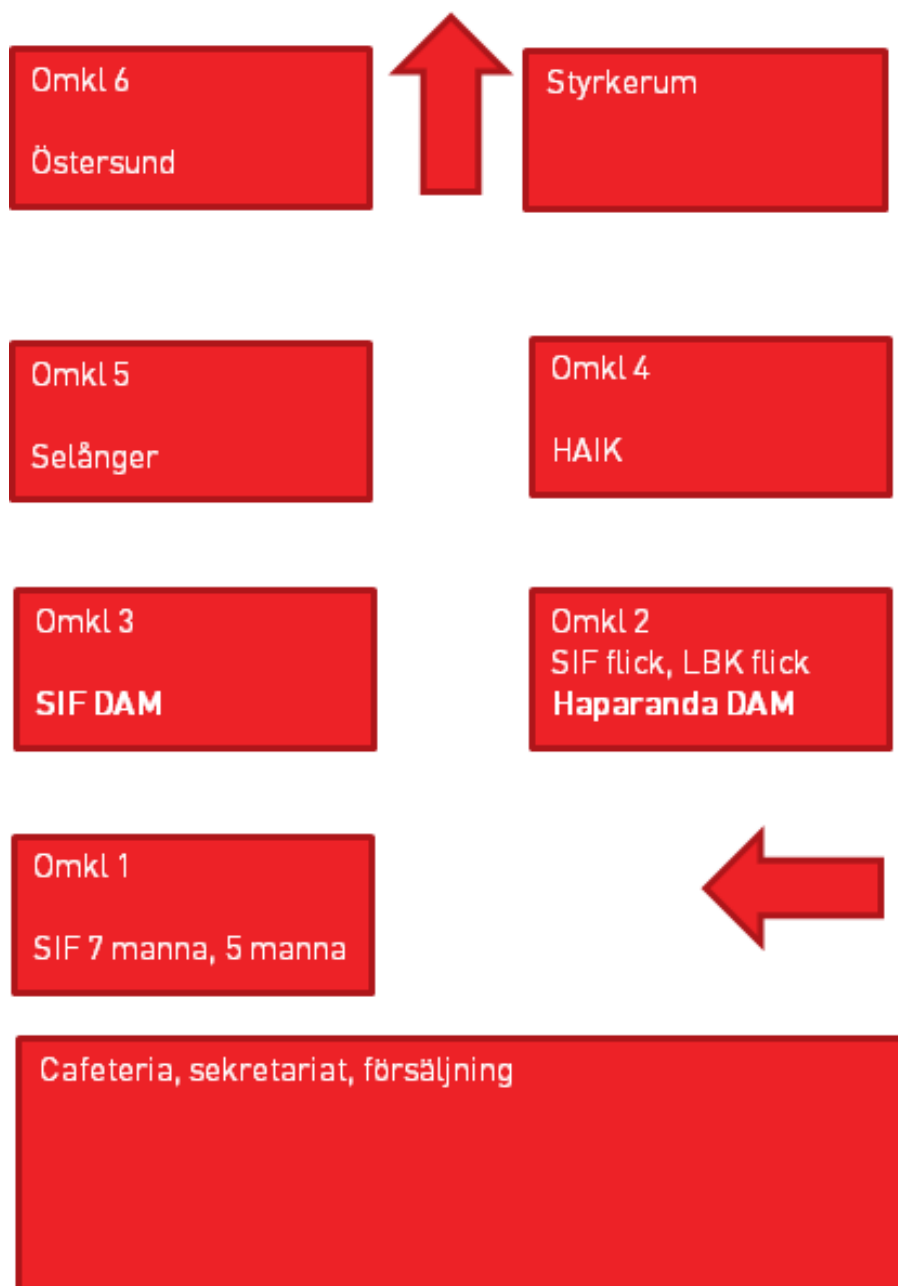 Omkl 6
Östersund
Styrkerum
Omkl 5
Selånger
Omkl 4
HAIK
Omkl 3
SIF DAM
Omkl 2
SIF flick, LBK flick
Haparanda DAM
Omkl 1
SIF 7 manna, 5 manna
Cafeteria, sekretariat, försäljning